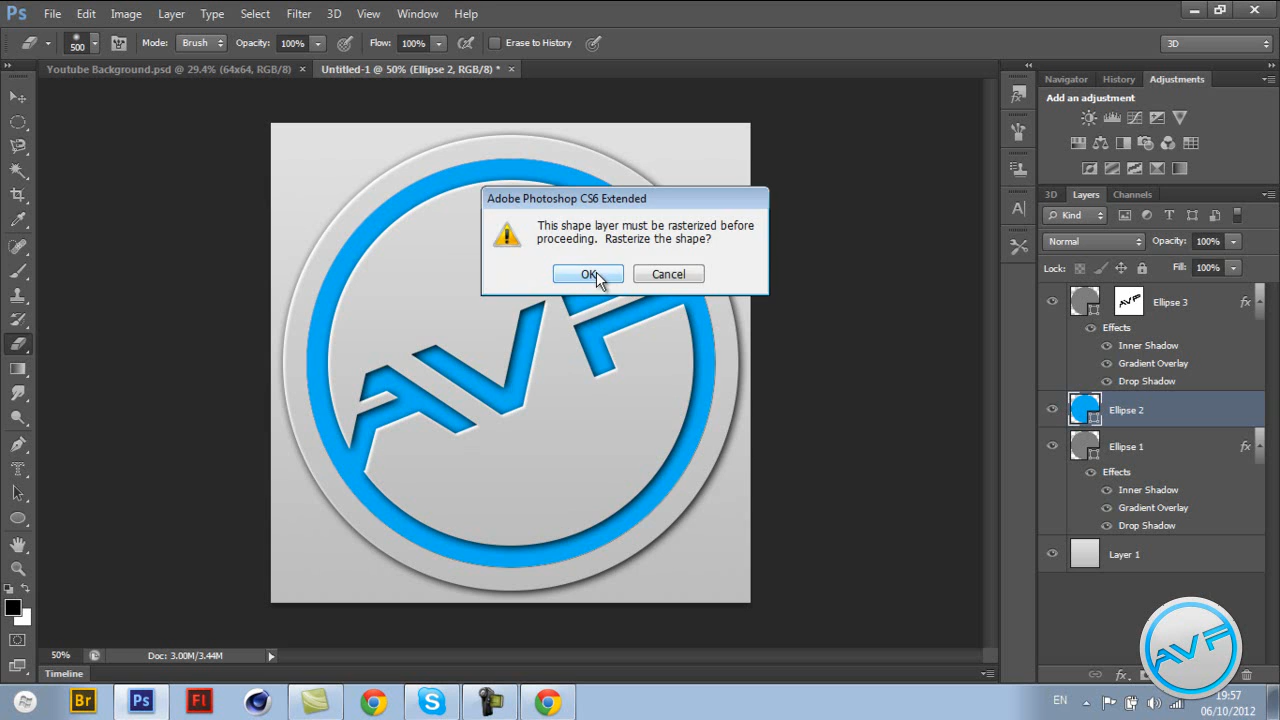 Ps File Edit Image Layer Type Select Filter 3D View Window Help
500 Mode: Brush Opacity: 100% Flow: 100% Erase to History 3D
Youtube Background.psd @ 29.4% (64x64, RGB/8) × Untitled-1 @ 50% (Ellipse 2, RGB/8) * ×
Navigator History Adjustments
Add an adjustment
3D Layers Channels
Kind
Normal Opacity: 100%
Lock: Fill: 100%
Ellipse 3 fx
Effects
Inner Shadow
Gradient Overlay
Drop Shadow
Ellipse 2
Ellipse 1 fx
Effects
Inner Shadow
Gradient Overlay
Drop Shadow
Layer 1
Adobe Photoshop CS6 Extended
This shape layer must be rasterized before
proceeding. Rasterize the shape?
OK Cancel
AVF
50% Doc: 3.00M/3.44M
Timeline
AVF
Br Ps Fl EN 19:57
06/10/2012